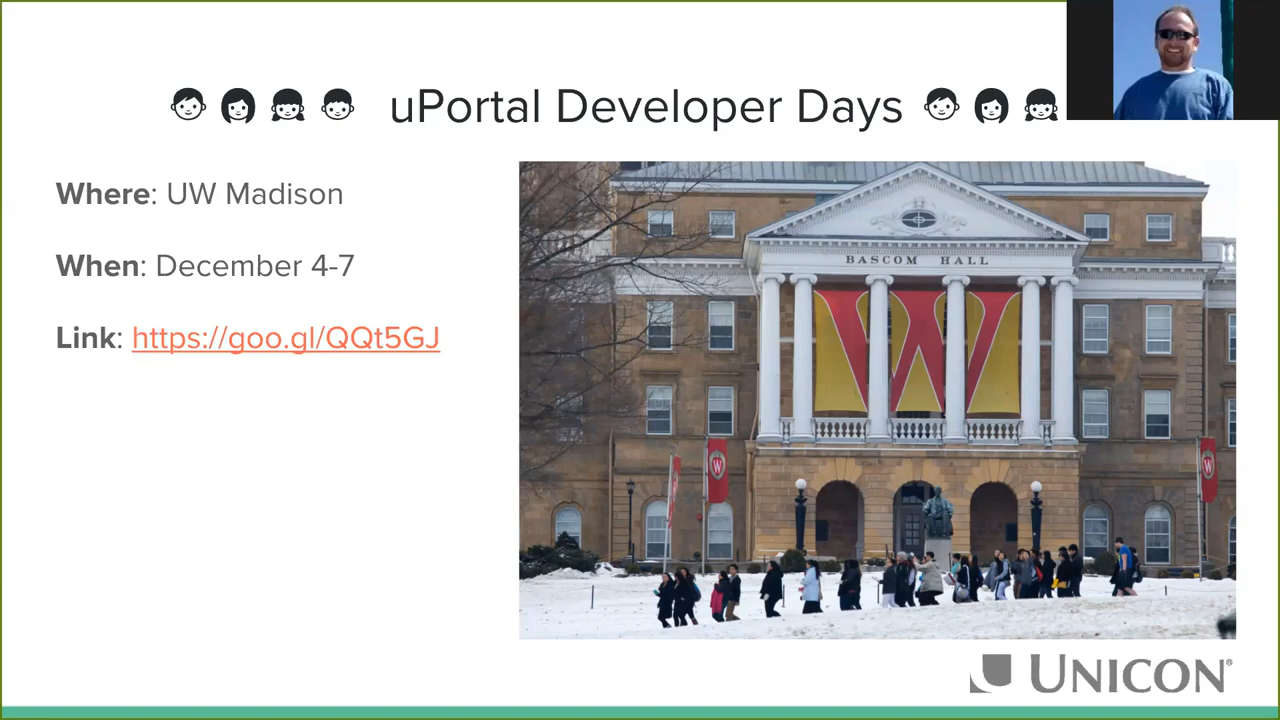 uPortal Developer Days
Where: UW Madison
When: December 4-7
Link: https://goo.gl/QQt5GJ
BASCOM HALL
W
W
W
UNICON®